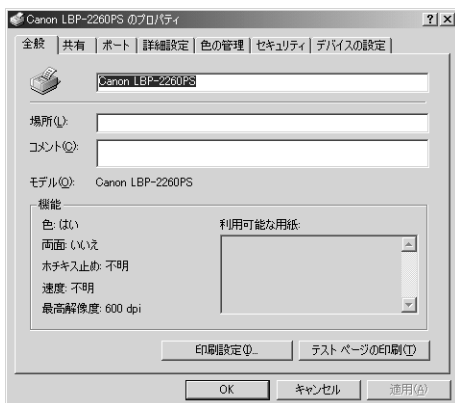 Canon LBP-2260PS のプロパティ
全般 共有 ポート 詳細設定 色の管理 セキュリティ デバイスの設定
Canon LBP-2260PS
場所(L):
コメント(C):
モデル(O): Canon LBP-2260PS
機能
色: はい 利用可能な用紙:
両面: いいえ
ホチキス止め: 不明
速度: 不明
最高解像度: 600 dpi
印刷設定(I)... テスト ページの印刷(T)
OK キャンセル 適用(A)